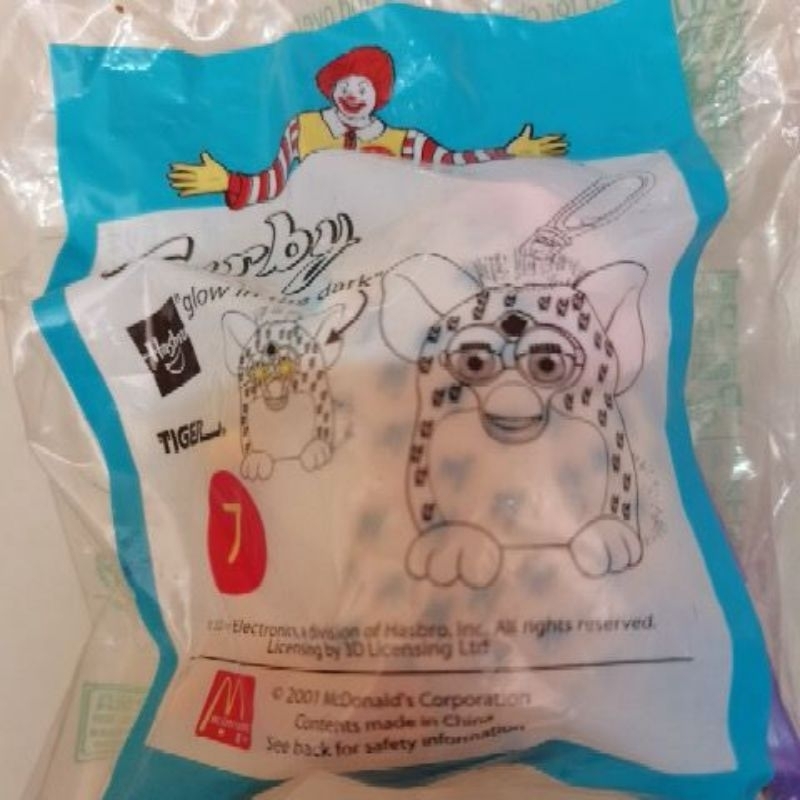 Furby
"glow in the dark"
Hasbro
TIGER
7
Electronics, a division of Hasbro, Inc. All rights reserved.
Licensing by 3D Licensing Ltd
McDonald's
© 2001 McDonald's Corporation
Contents made in China
See back for safety information